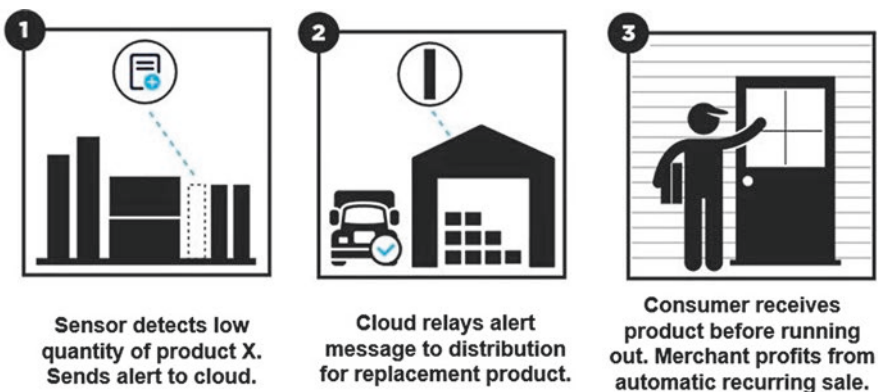 1
Sensor detects low
quantity of product X.
Sends alert to cloud.
2
Cloud relays alert
message to distribution
for replacement product.
3
Consumer receives
product before running
out. Merchant profits from
automatic recurring sale.